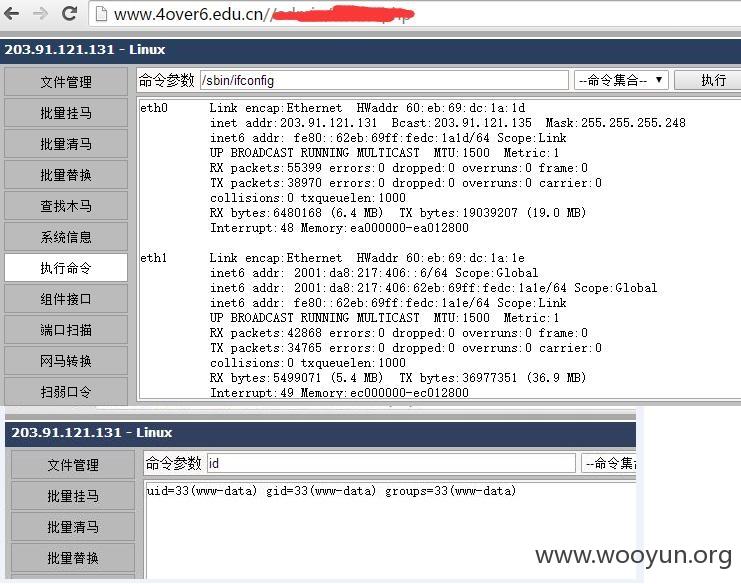 www.4over6.edu.cn//
203.91.121.131 - Linux
文件管理
批量挂马
批量清马
批量替换
查找木马
系统信息
执行命令
组件接口
端口扫描
网马转换
扫弱口令
命令参数 /sbin/ifconfig --命令集合-- 执行
eth0 Link encap:Ethernet HWaddr 60:eb:69:dc:1a:1d
inet addr:203.91.121.131 Bcast:203.91.121.135 Mask:255.255.255.248
inet6 addr: fe80::62eb:69ff:fedc:1a1d/64 Scope:Link
UP BROADCAST RUNNING MULTICAST MTU:1500 Metric:1
RX packets:55399 errors:0 dropped:0 overruns:0 frame:0
TX packets:38970 errors:0 dropped:0 overruns:0 carrier:0
collisions:0 txqueuelen:1000
RX bytes:6480168 (6.4 MB) TX bytes:19039207 (19.0 MB)
Interrupt:48 Memory:ea000000-ea012800
eth1 Link encap:Ethernet HWaddr 60:eb:69:dc:1a:1e
inet6 addr: 2001:da8:217:406::6/64 Scope:Global
inet6 addr: 2001:da8:217:406:62eb:69ff:fedc:1a1e/64 Scope:Global
inet6 addr: fe80::62eb:69ff:fedc:1a1e/64 Scope:Link
UP BROADCAST RUNNING MULTICAST MTU:1500 Metric:1
RX packets:42868 errors:0 dropped:0 overruns:0 frame:0
TX packets:34765 errors:0 dropped:0 overruns:0 carrier:0
collisions:0 txqueuelen:1000
RX bytes:5499071 (5.4 MB) TX bytes:36977351 (36.9 MB)
Interrupt:49 Memory:ec000000-ec012800
203.91.121.131 - Linux
文件管理
批量挂马
批量清马
批量替换
命令参数 id --命令集
uid=33(www-data) gid=33(www-data) groups=33(www-data)
www.wooyun.org